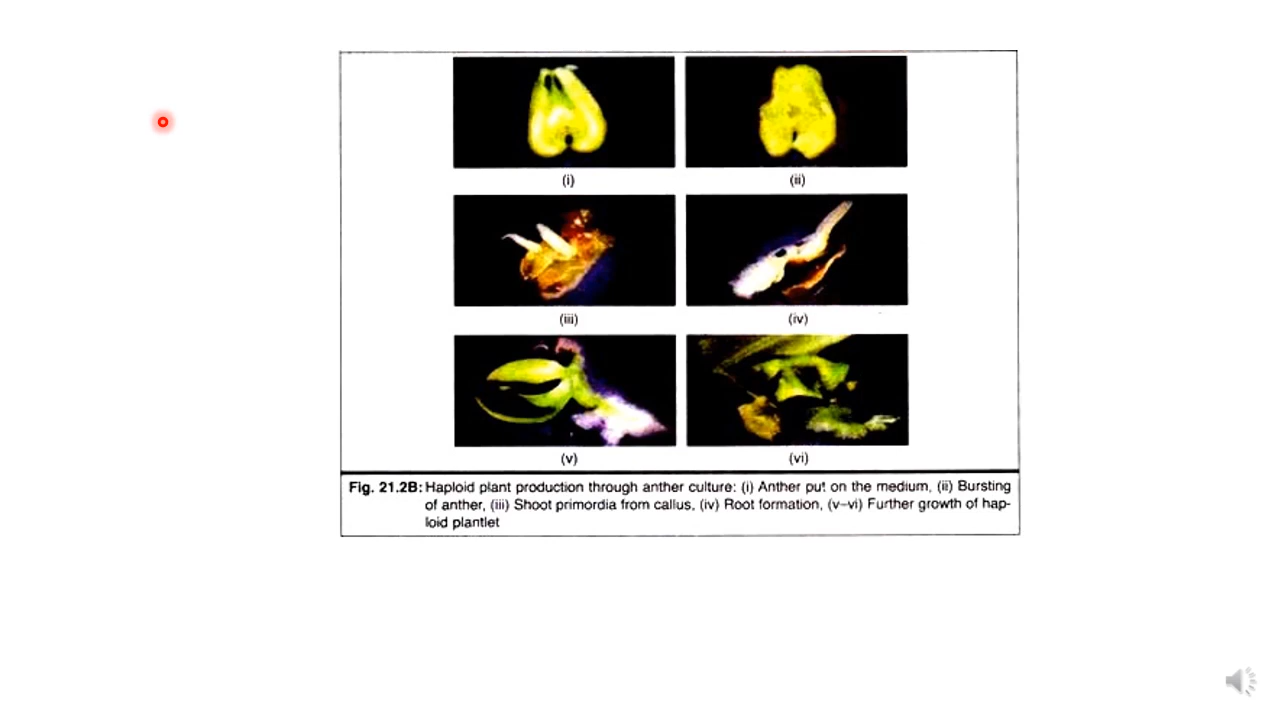 (i)
(ii)
(iii)
(iv)
(v)
(vi)
Fig. 21.2B: Haploid plant production through anther culture: (i) Anther put on the medium, (ii) Bursting
of anther, (iii) Shoot primordia from callus, (iv) Root formation, (v–vi) Further growth of hap-
loid plantlet